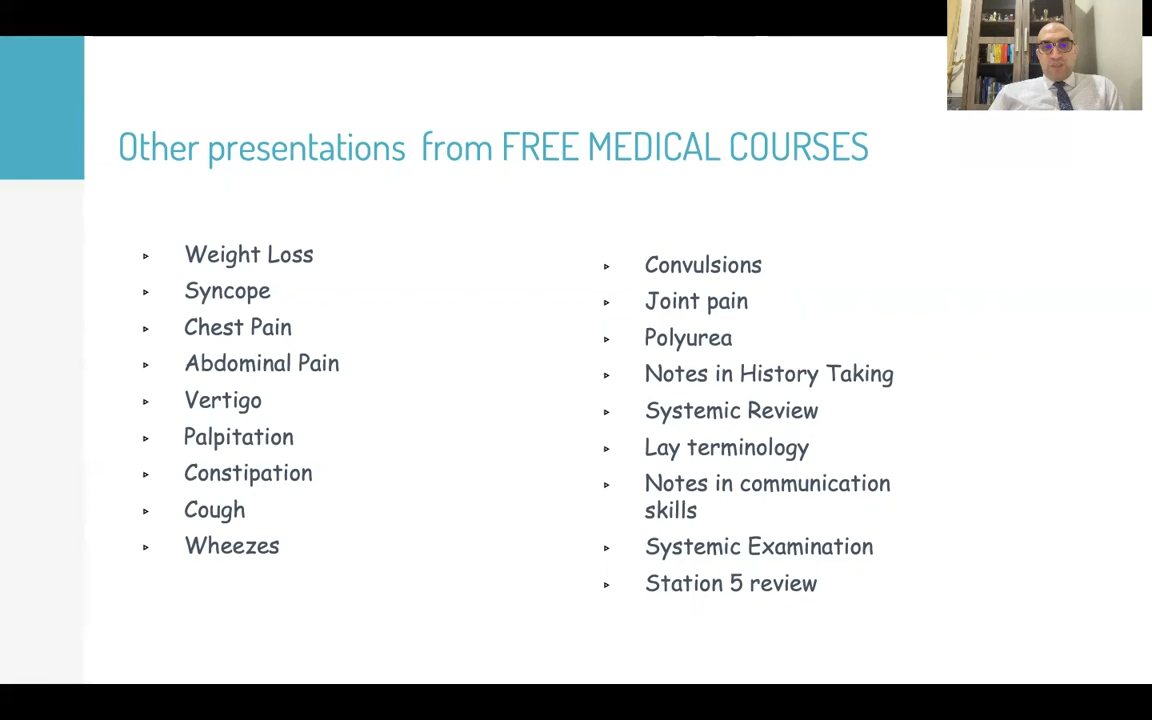 Other presentations from FREE MEDICAL COURSES
Weight Loss
Syncope
Chest Pain
Abdominal Pain
Vertigo
Palpitation
Constipation
Cough
Wheezes
Convulsions
Joint pain
Polyurea
Notes in History Taking
Systemic Review
Lay terminology
Notes in communication
skills
Systemic Examination
Station 5 review